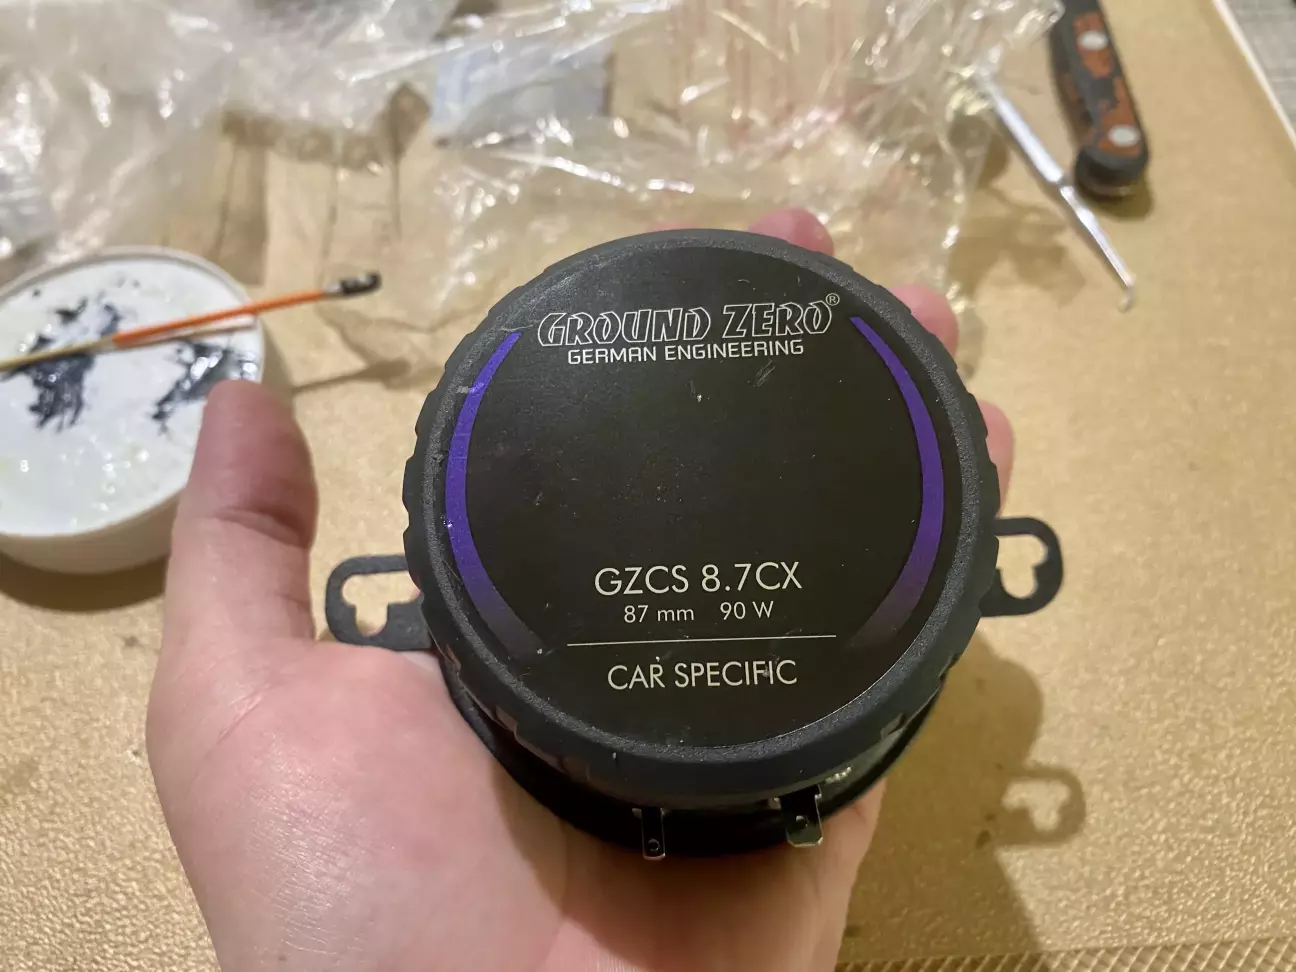 GROUND ZERO®
GERMAN ENGINEERING
GZCS 8.7CX
87 mm 90 W
CAR SPECIFIC